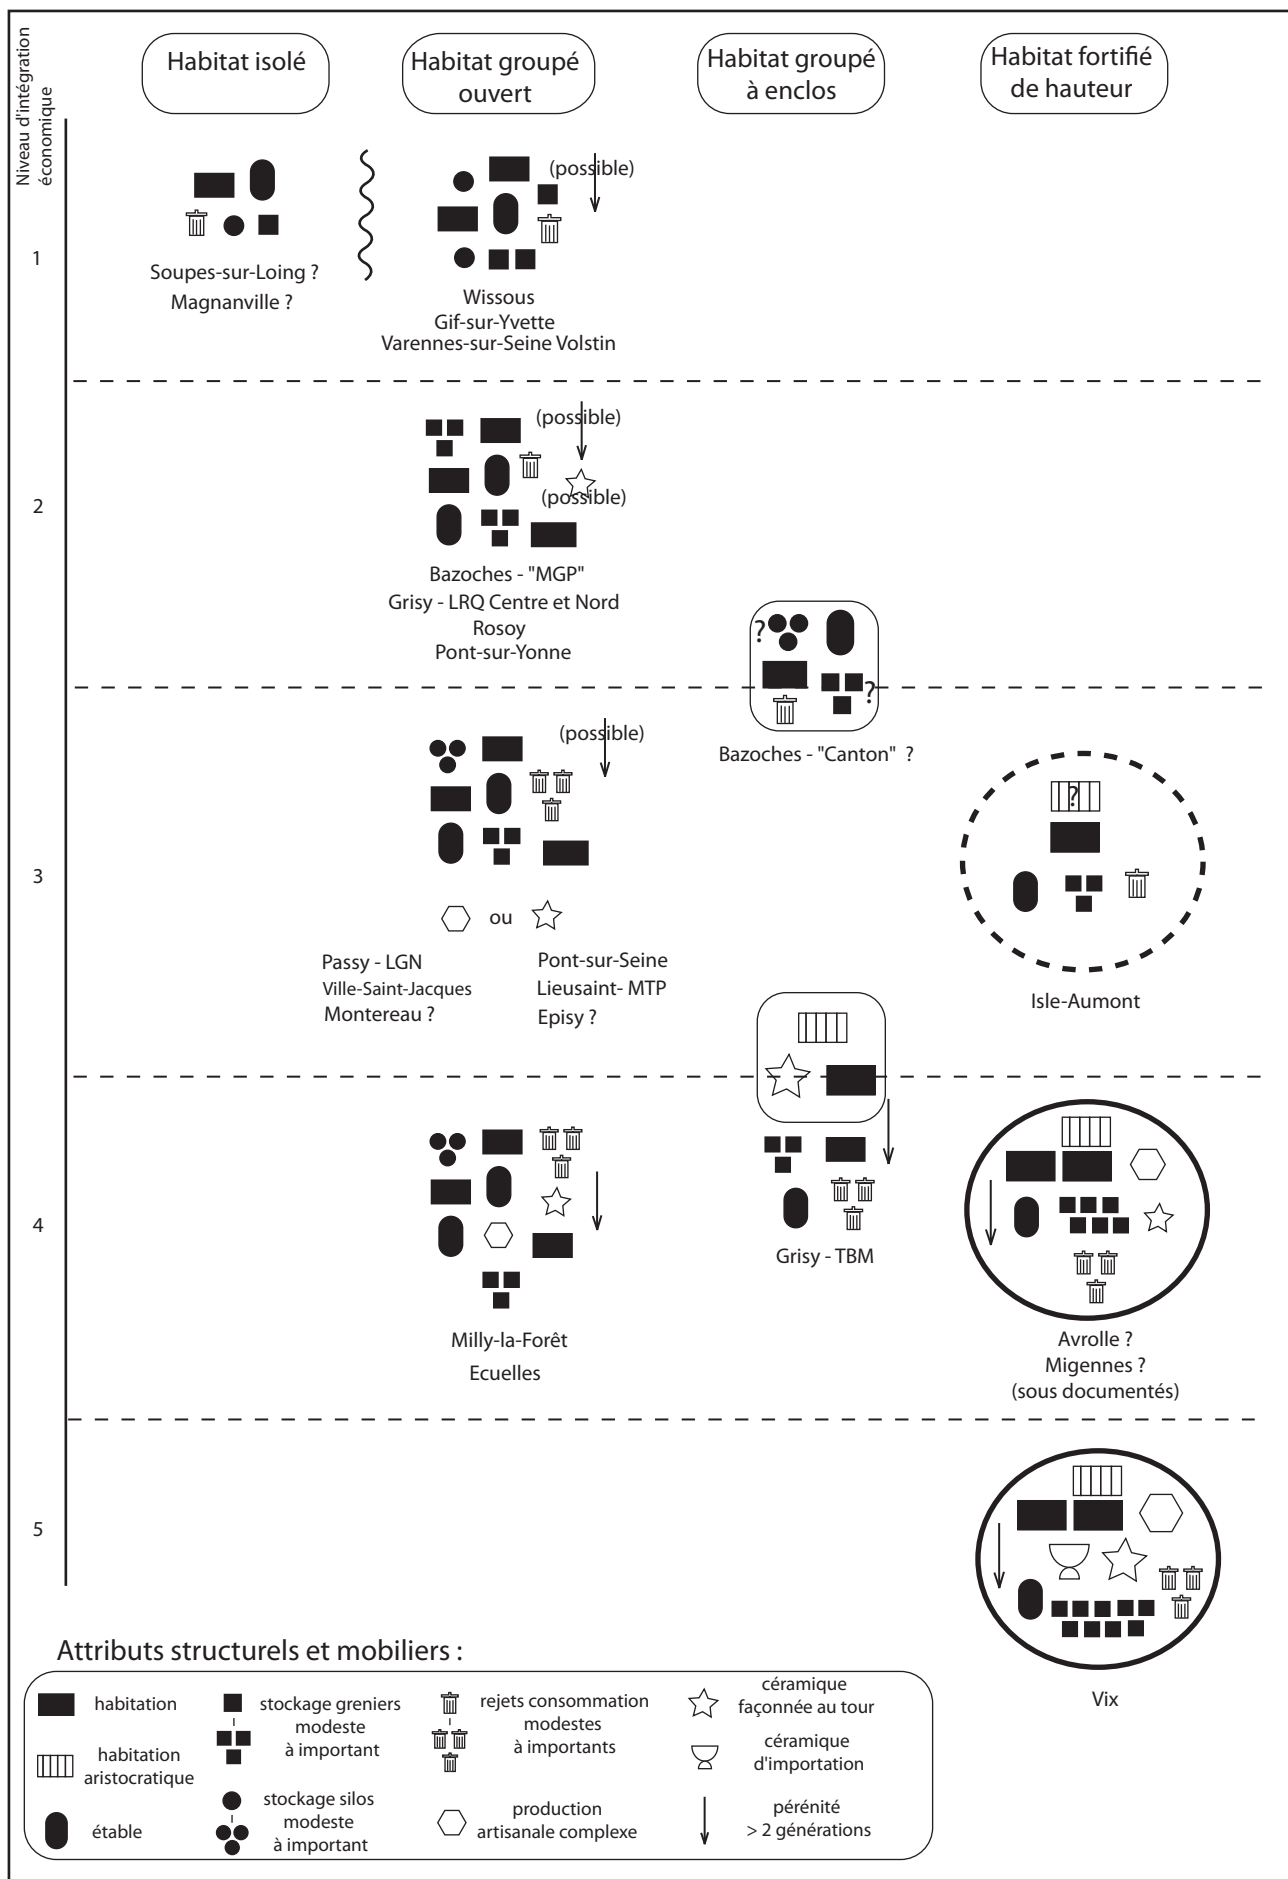 Niveau d'intégration
économique
Habitat isolé
Habitat groupé
ouvert
Habitat groupé
à enclos
Habitat fortifié
de hauteur
1
Soupes-sur-Loing ?
Magnanville ?
(possible)
Wissous
Gif-sur-Yvette
Varennes-sur-Seine Volstin
2
(possible)
(possible)
Bazoches - "MGP"
Grisy - LRQ Centre et Nord
Rosoy
Pont-sur-Yonne
?
?
Bazoches - "Canton" ?
3
(possible)
ou
Passy - LGN
Ville-Saint-Jacques
Montereau ?
Pont-sur-Seine
Lieusaint- MTP
Episy ?
?
Isle-Aumont
4
Milly-la-Forêt
Ecuelles
Grisy - TBM
Avrolle ?
Migennes ?
(sous documentés)
5
Vix
Attributs structurels et mobiliers :
habitation
habitation
aristocratique
étable
stockage greniers
modeste
à important
stockage silos
modeste
à important
rejets consommation
modestes
à importants
production
artisanale complexe
céramique
façonnée au tour
céramique
d'importation
pérénité
> 2 générations